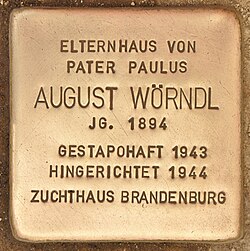 ELTERNHAUS VON
PATER PAULUS
AUGUST WÖRNDL
JG. 1894
GESTAPOHAFT 1943
HINGERICHTET 1944
ZUCHTHAUS BRANDENBURG